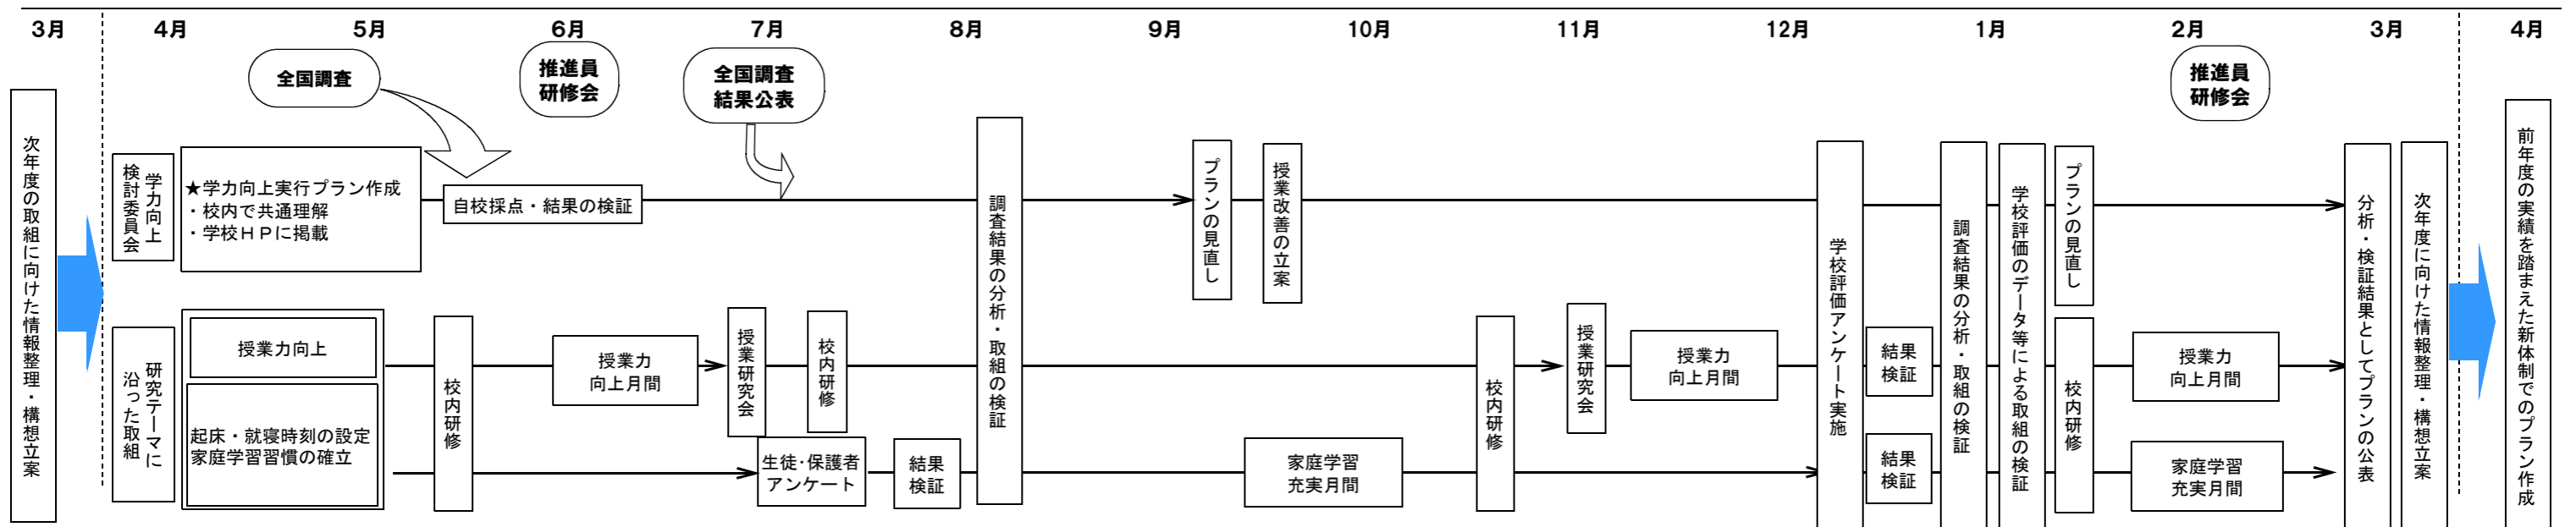 3月
4月
5月
6月
7月
8月
9月
10月
11月
12月
1月
2月
3月
4月
全国調査
推進員
研修会
全国調査
結果公表
推進員
研修会
次年度の取組に向けた情報整理・構想立案
学力向上
検討委員会
★学力向上実行プラン作成
・校内で共通理解
・学校ＨＰに掲載
自校採点・結果の検証
調査結果の分析・取組の検証
プランの見直し
授業改善の立案
学校評価アンケート実施
調査結果の分析・取組の検証
学校評価のデータ等による取組の検証
プランの見直し
分析・検証結果としてプランの公表
次年度に向けた情報整理・構想立案
前年度の実績を踏まえた新体制でのプラン作成
研究テーマに
沿った取組
授業力向上
起床・就寝時刻の設定
家庭学習習慣の確立
校内研修
授業力
向上月間
授業研究会
校内研修
生徒・保護者
アンケート
結果
検証
家庭学習
充実月間
校内研修
授業研究会
授業力
向上月間
結果
検証
結果
検証
校内研修
授業力
向上月間
家庭学習
充実月間